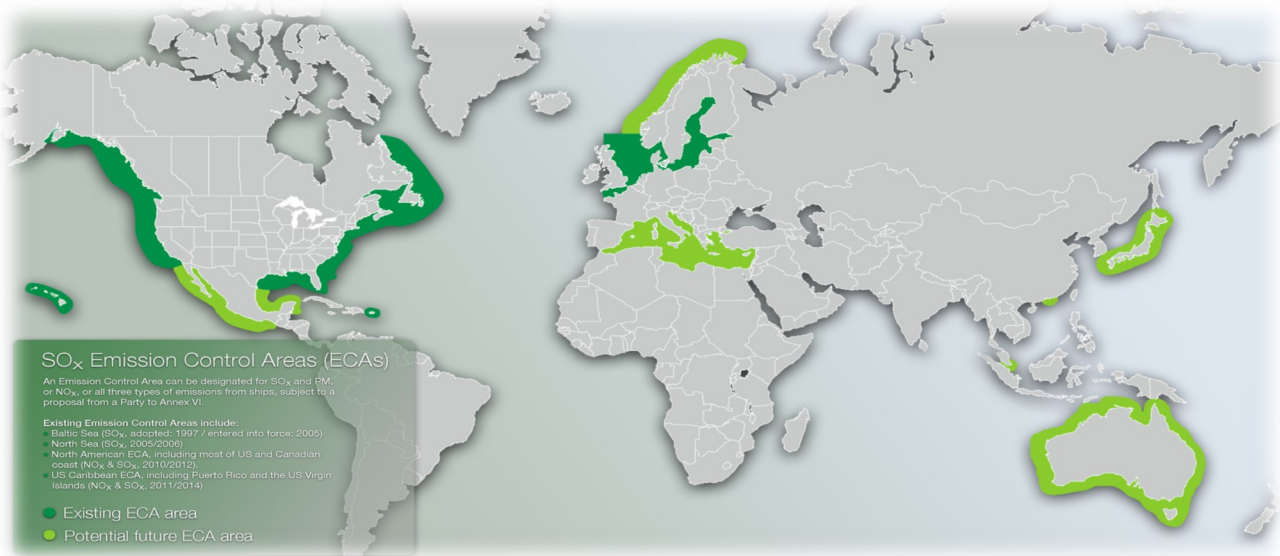 SOx Emission Control Areas (ECAs)
An Emission Control Area can be designated for SOx and PM,
or NOx, or all three types of emissions from ships, subject to a
proposal from a Party to Annex VI.
Existing Emission Control Areas include:
Baltic Sea (SOx, adopted: 1997 / entered into force: 2005)
North Sea (SOx, 2005/2006)
North American ECA, including most of US and Canadian
coast (NOx & SOx, 2010/2012).
US Caribbean ECA, including Puerto Rico and the US Virgin
Islands (NOx & SOx, 2011/2014)
Existing ECA area
Potential future ECA area